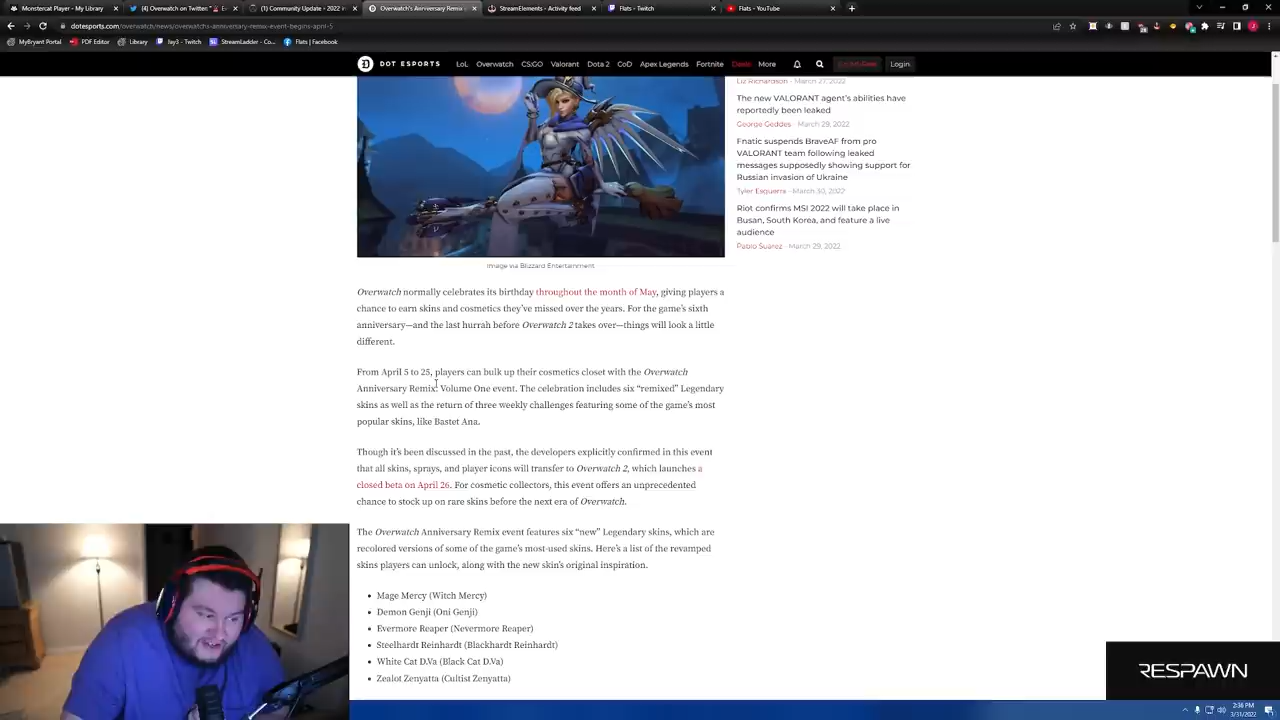 Monstercat Player - My Library
(4) Overwatch on Twitter:
(1) Community Update - 2022
Overwatch's Anniversary Remix
StreamElements - Activity feed
Flats - Twitch
Flats - YouTube
dotesports.com/overwatch/news/overwatchs-anniversary-remix-event-begins-april-5
MyBryant Portal
PDF Editor
Library
Jay3 - Twitch
StreamLadder - Co...
Flats | Facebook
DOT ESPORTS
LoL Overwatch CS:GO Valorant Dota 2 CoD Apex Legends Fortnite More
Login
Liz Richardson - March 27, 2022
The new VALORANT agent's abilities have
reportedly been leaked
George Geddes - March 29, 2022
Fnatic suspends BraveAF from pro
VALORANT team following leaked
messages supposedly showing support for
Russian invasion of Ukraine
Tyler Esguerra - March 30, 2022
Riot confirms MSI 2022 will take place in
Busan, South Korea, and feature a live
audience
Pablo Suárez - March 29, 2022
Image via Blizzard Entertainment
Overwatch normally celebrates its birthday throughout the month of May, giving players a
chance to earn skins and cosmetics they've missed over the years. For the game's sixth
anniversary—and the last hurrah before Overwatch 2 takes over—things will look a little
different.
From April 5 to 25, players can bulk up their cosmetics closet with the Overwatch
Anniversary Remix: Volume One event. The celebration includes six "remixed" Legendary
skins as well as the return of three weekly challenges featuring some of the game's most
popular skins, like Bastet Ana.
Though it's been discussed in the past, the developers explicitly confirmed in this event
that all skins, sprays, and player icons will transfer to Overwatch 2, which launches a
closed beta on April 26. For cosmetic collectors, this event offers an unprecedented
chance to stock up on rare skins before the next era of Overwatch.
The Overwatch Anniversary Remix event features six "new" Legendary skins, which are
recolored versions of some of the game's most-used skins. Here's a list of the revamped
skins players can unlock, along with the new skin's original inspiration.
Mage Mercy (Witch Mercy)
Demon Genji (Oni Genji)
Evermore Reaper (Nevermore Reaper)
Steelhardt Reinhardt (Blackhardt Reinhardt)
White Cat D.Va (Black Cat D.Va)
Zealot Zenyatta (Cultist Zenyatta)
RESPAWN
2:36 PM
3/31/2022